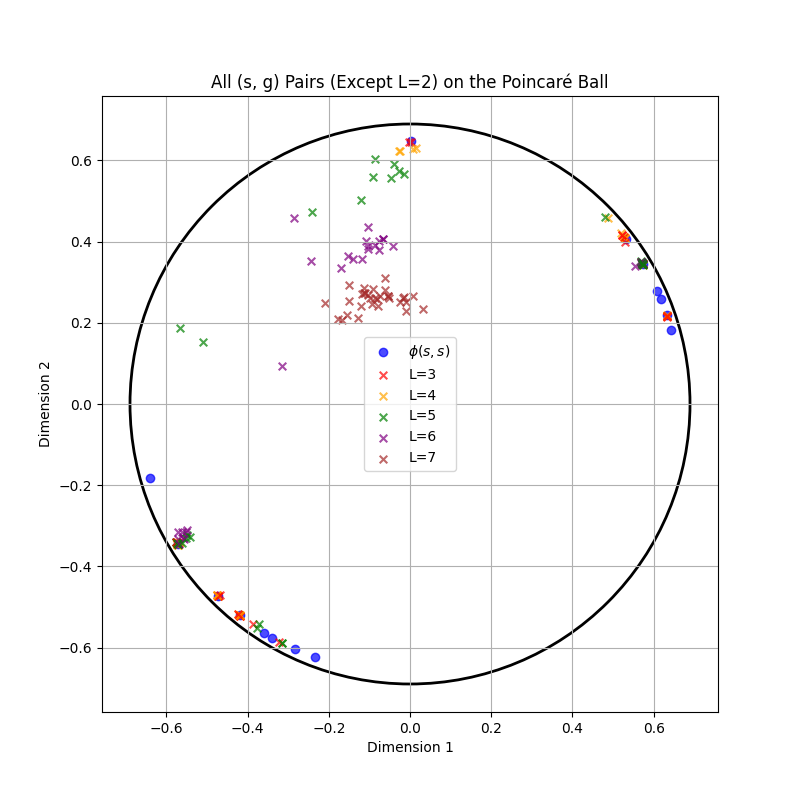 All (s, g) Pairs (Except L=2) on the Poincaré Ball
Dimension 2
0.6
0.4
0.2
0.0
−0.2
−0.4
−0.6
ϕ(s, s)
L=3
L=4
L=5
L=6
L=7
−0.6 −0.4 −0.2 0.0 0.2 0.4 0.6
Dimension 1